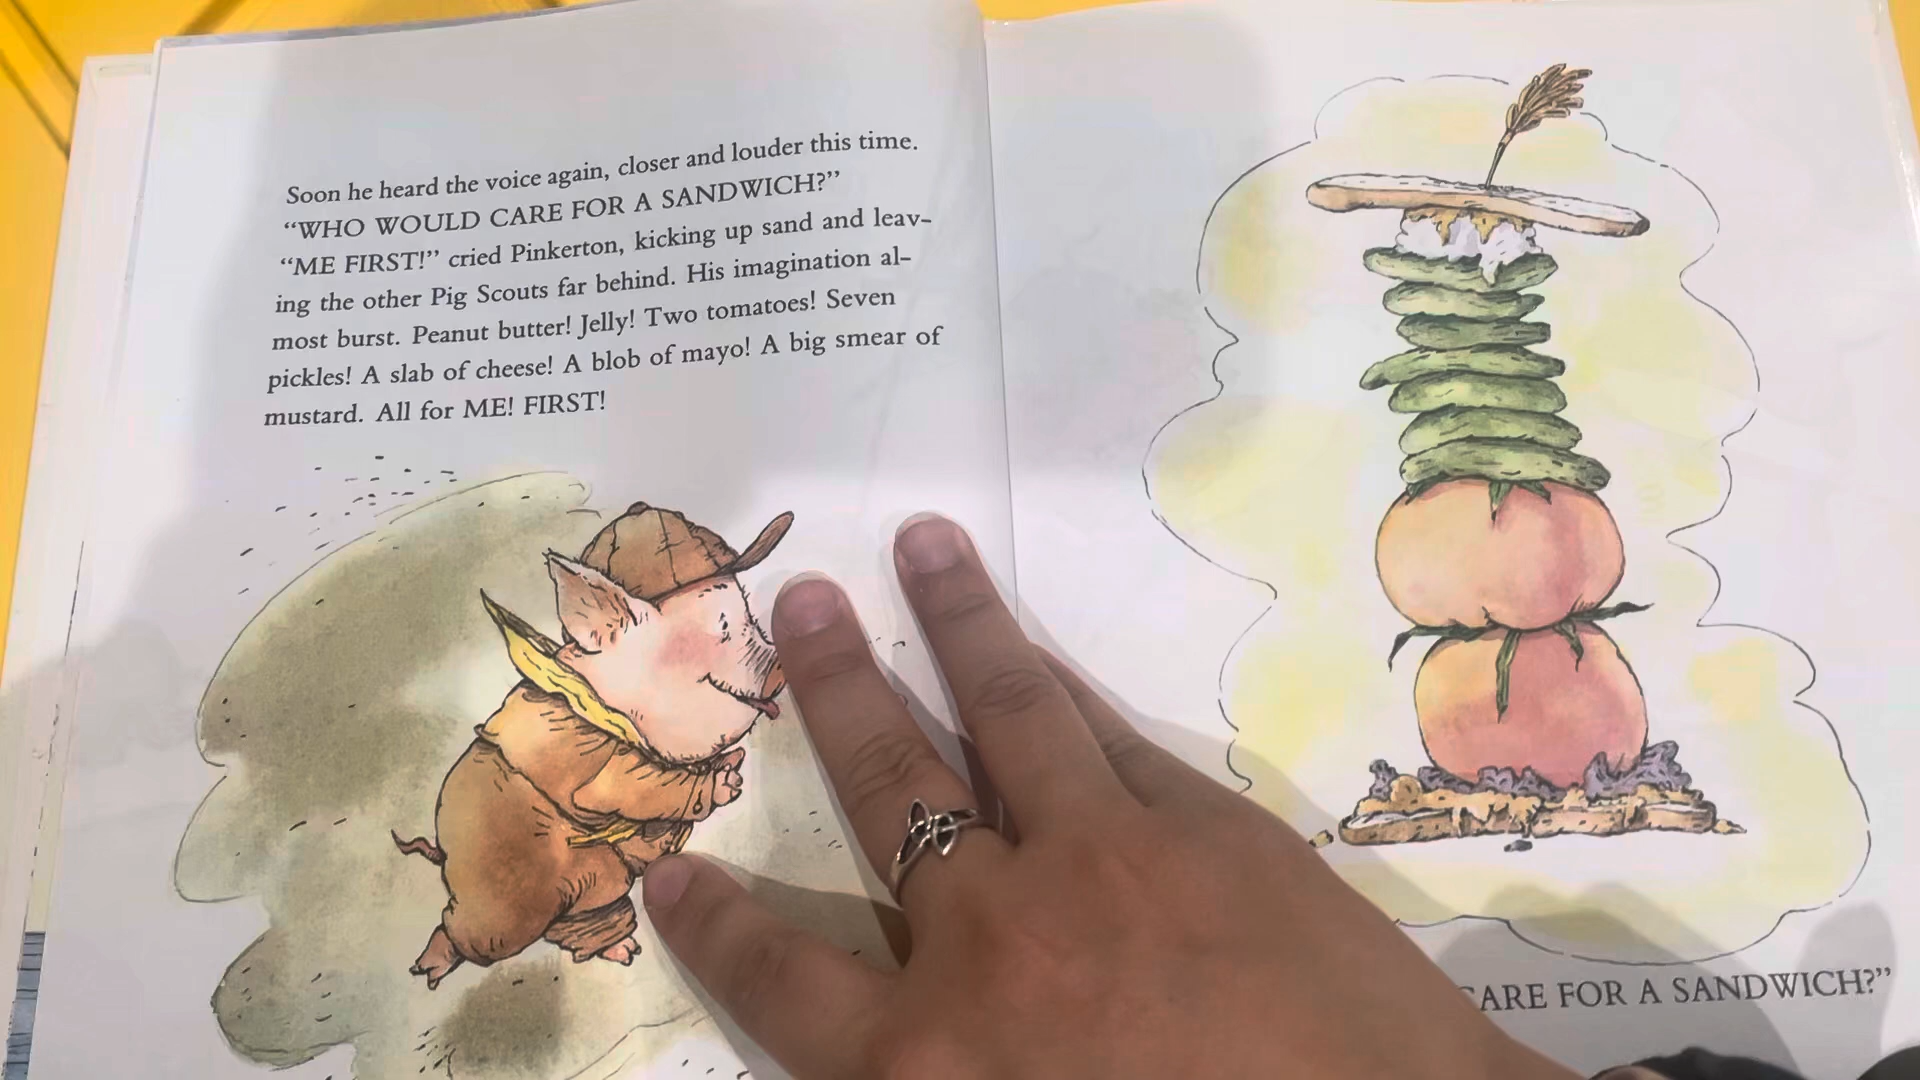 Soon he heard the voice again, closer and louder this time.
“WHO WOULD CARE FOR A SANDWICH?”
“ME FIRST!” cried Pinkerton, kicking up sand and leav-
ing the other Pig Scouts far behind. His imagination al-
most burst. Peanut butter! Jelly! Two tomatoes! Seven
pickles! A slab of cheese! A blob of mayo! A big smear of
mustard. All for ME! FIRST!
FOR A SANDWICH?”